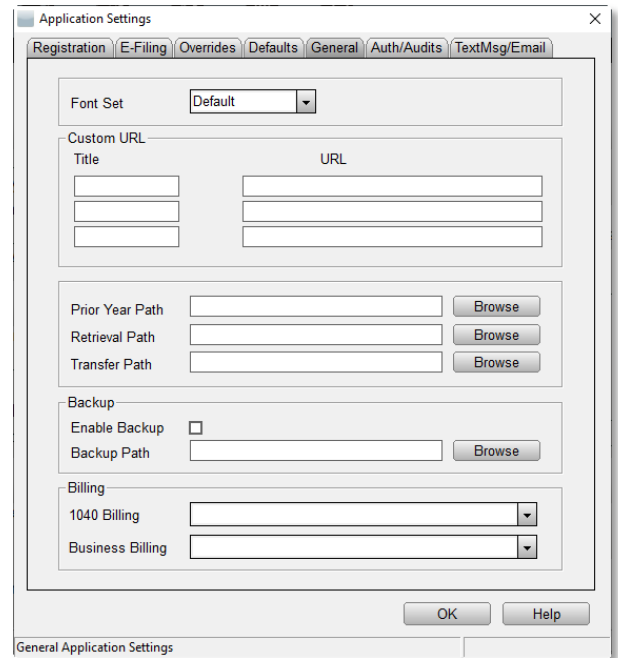 Application Settings
Registration E-Filing Overrides Defaults General Auth/Audits TextMsg/Email
Font Set Default
Custom URL
Title URL
Prior Year Path Browse
Retrieval Path Browse
Transfer Path Browse
Backup
Enable Backup
Backup Path Browse
Billing
1040 Billing
Business Billing
OK Help
General Application Settings